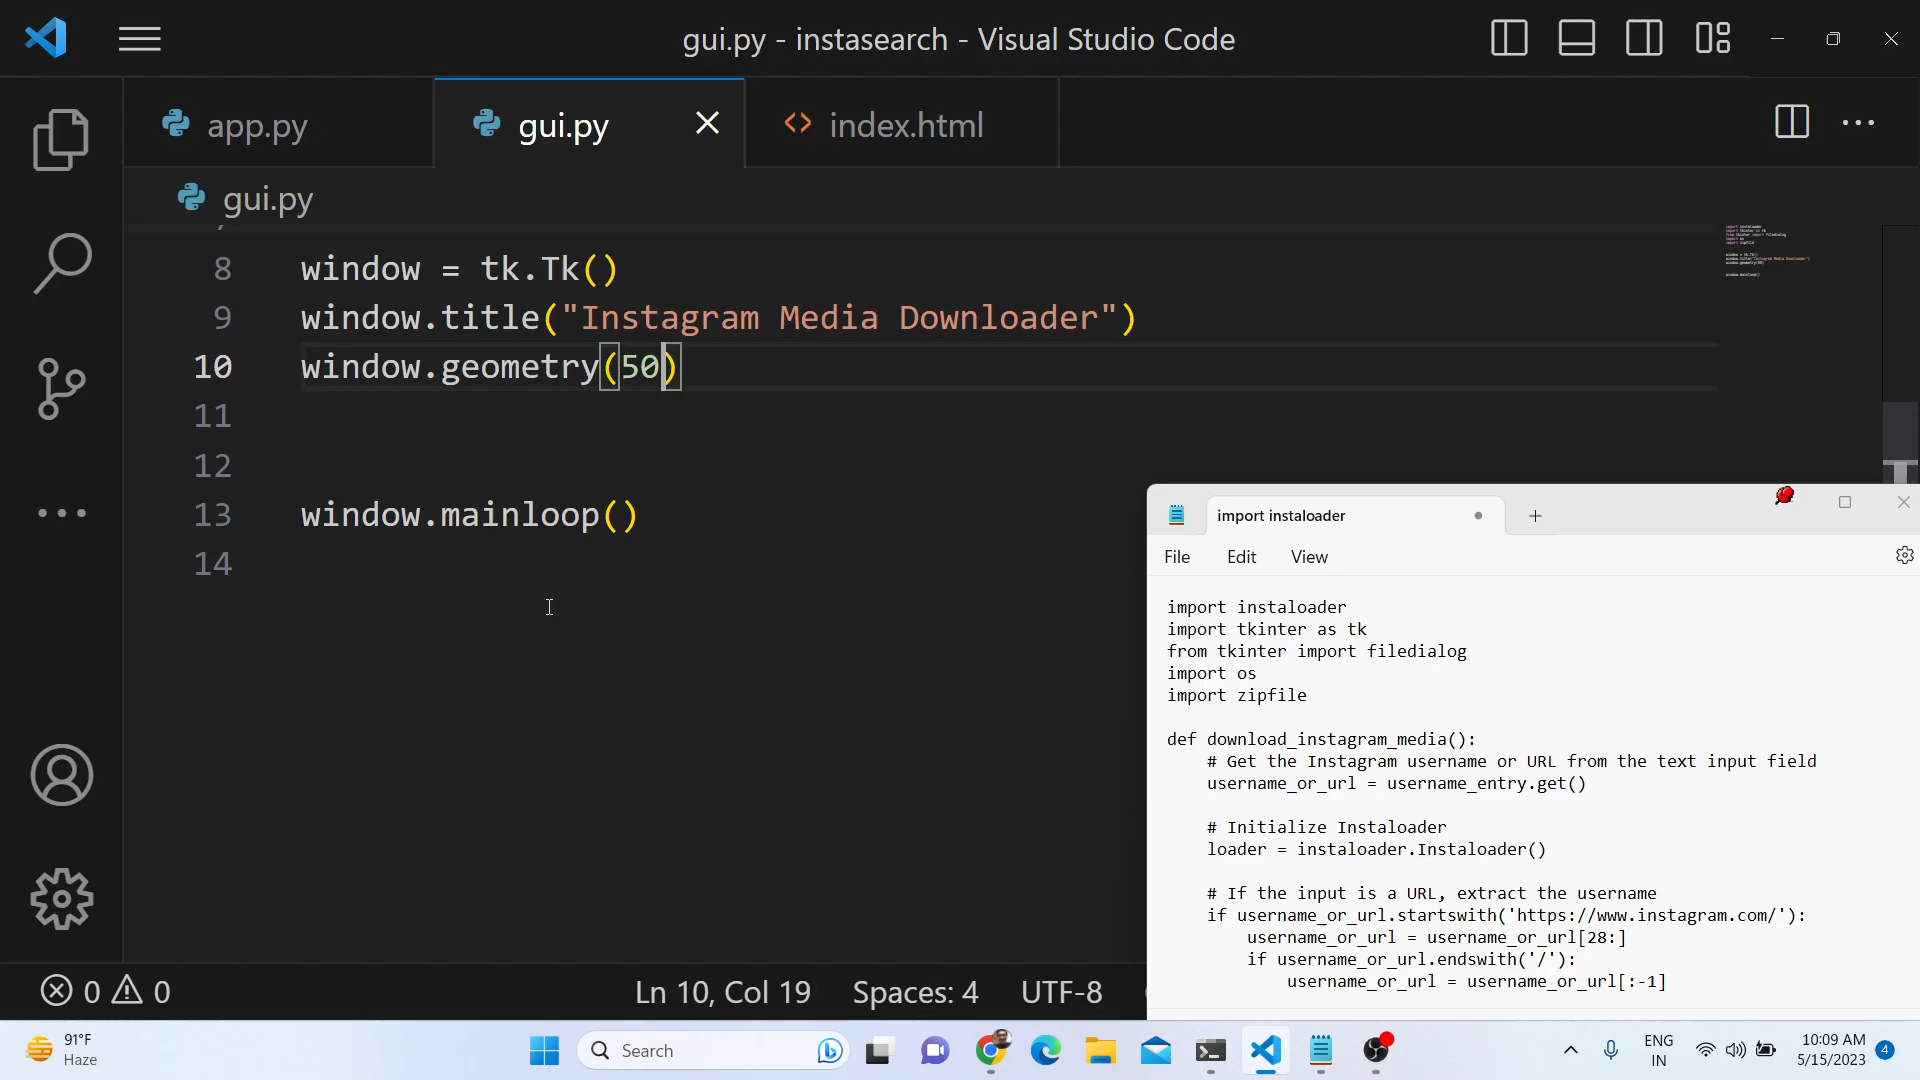 gui.py - instasearch - Visual Studio Code
app.py
gui.py
index.html
gui.py
8 window = tk.Tk()
9 window.title("Instagram Media Downloader")
10 window.geometry(50)
11
12
13 window.mainloop()
14
import instaloader
File Edit View
import instaloader
import tkinter as tk
from tkinter import filedialog
import os
import zipfile
def download_instagram_media():
# Get the Instagram username or URL from the text input field
username_or_url = username_entry.get()
# Initialize Instaloader
loader = instaloader.Instaloader()
# If the input is a URL, extract the username
if username_or_url.startswith('https://www.instagram.com/'):
username_or_url = username_or_url[28:]
if username_or_url.endswith('/'):
username_or_url = username_or_url[:-1]
0 0 Ln 10, Col 19 Spaces: 4 UTF-8
91°F
Haze
Search
ENG
IN
10:09 AM
5/15/2023
4